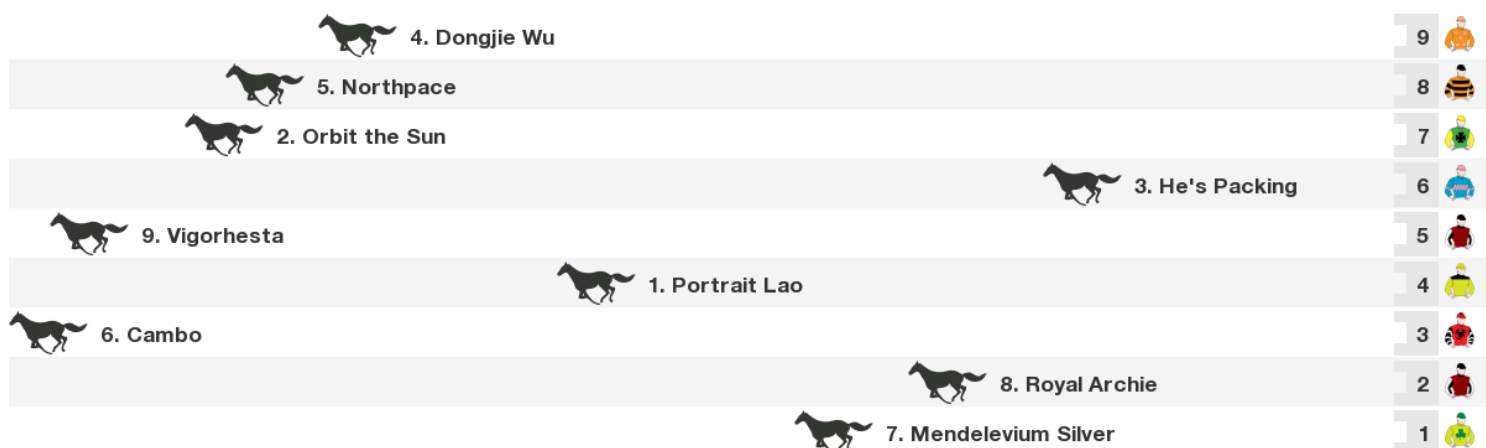 4. Dongjie Wu 9
5. Northpace 8
2. Orbit the Sun 7
3. He's Packing 6
9. Vigorhesta 5
1. Portrait Lao 4
6. Cambo 3
8. Royal Archie 2
7. Mendelevium Silver 1